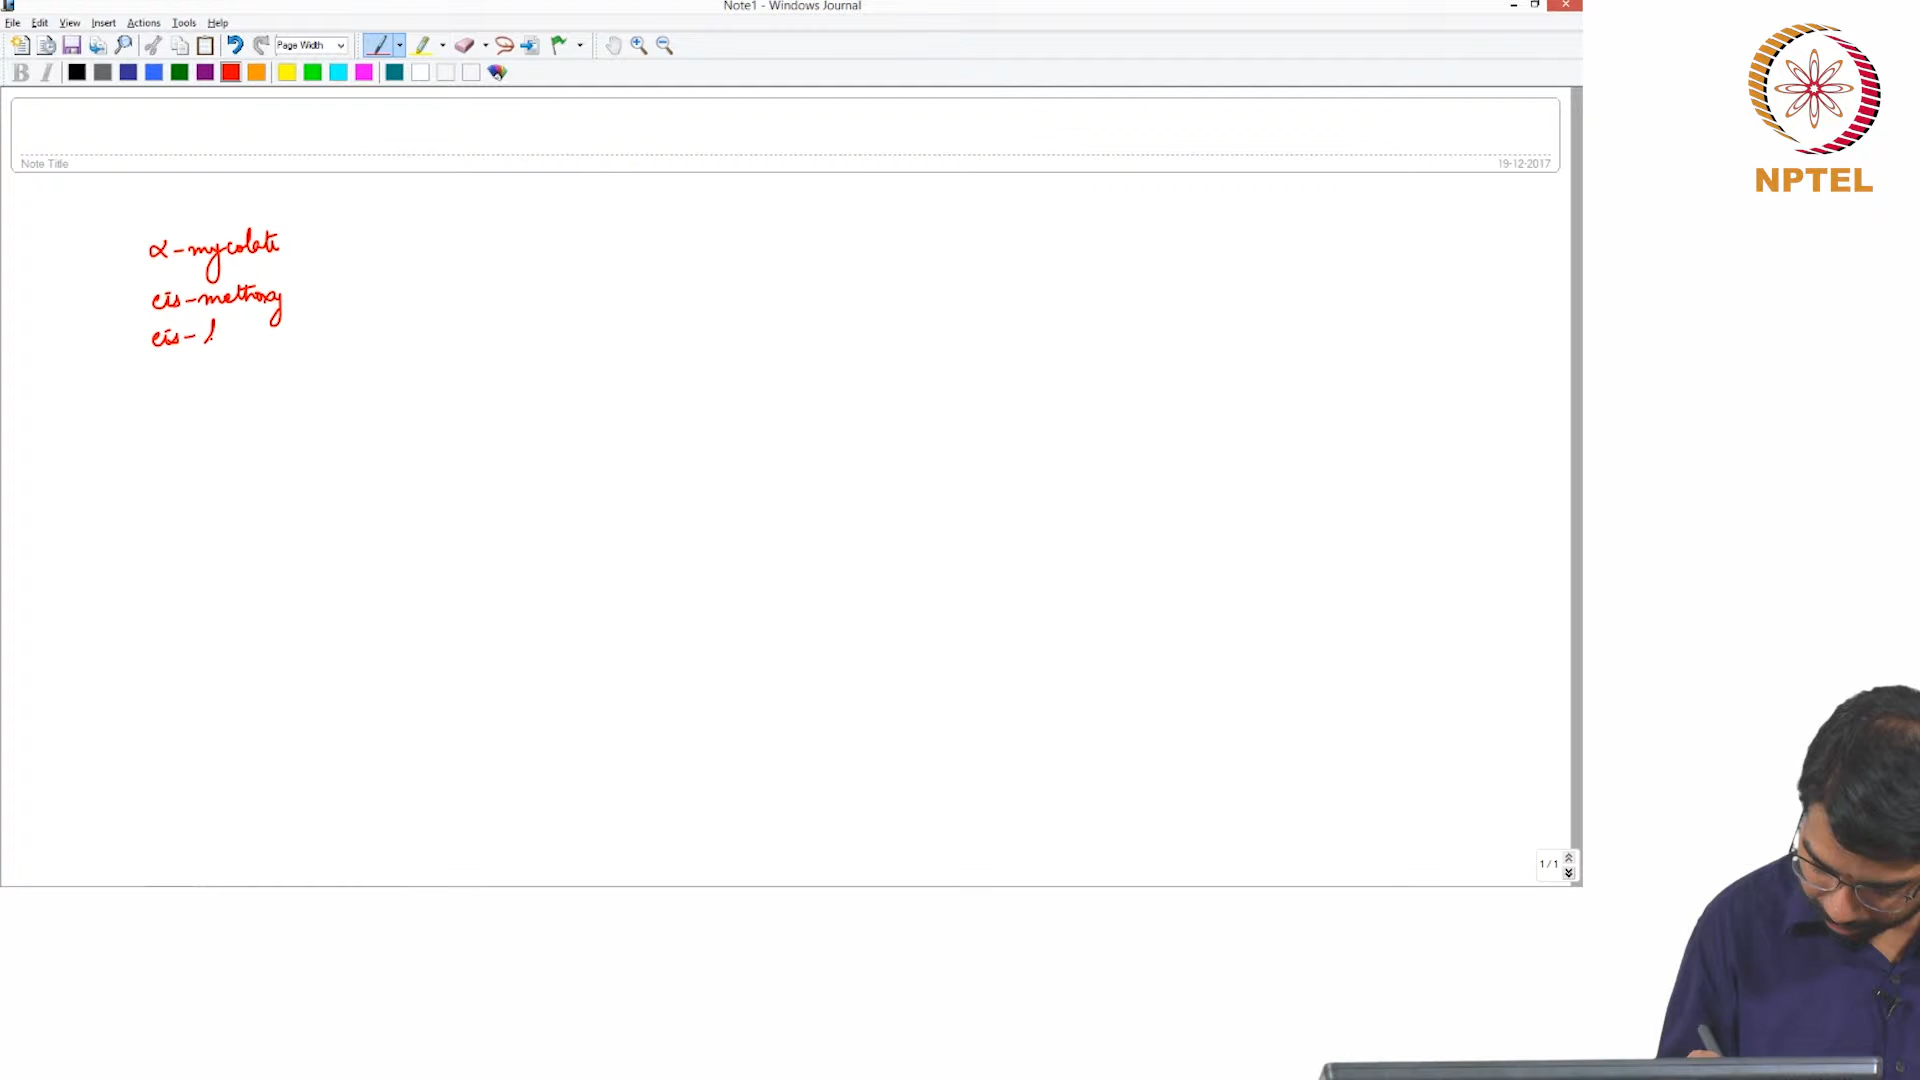 Note1 - Windows Journal
File Edit View Insert Actions Tools Help
Page Width
B I
Note Title
19-12-2017
α-mycolate
cis-methoxy
cis-
1 / 1
NPTEL